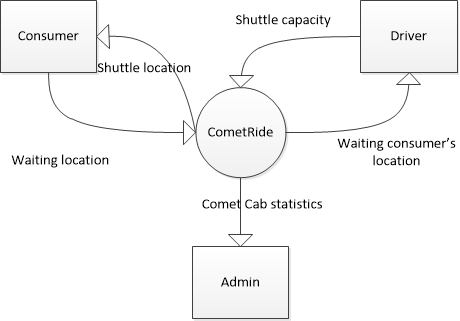 Shuttle capacity
Consumer
Driver
Shuttle location
CometRide
Waiting location
Waiting consumer's
location
Comet Cab statistics
Admin